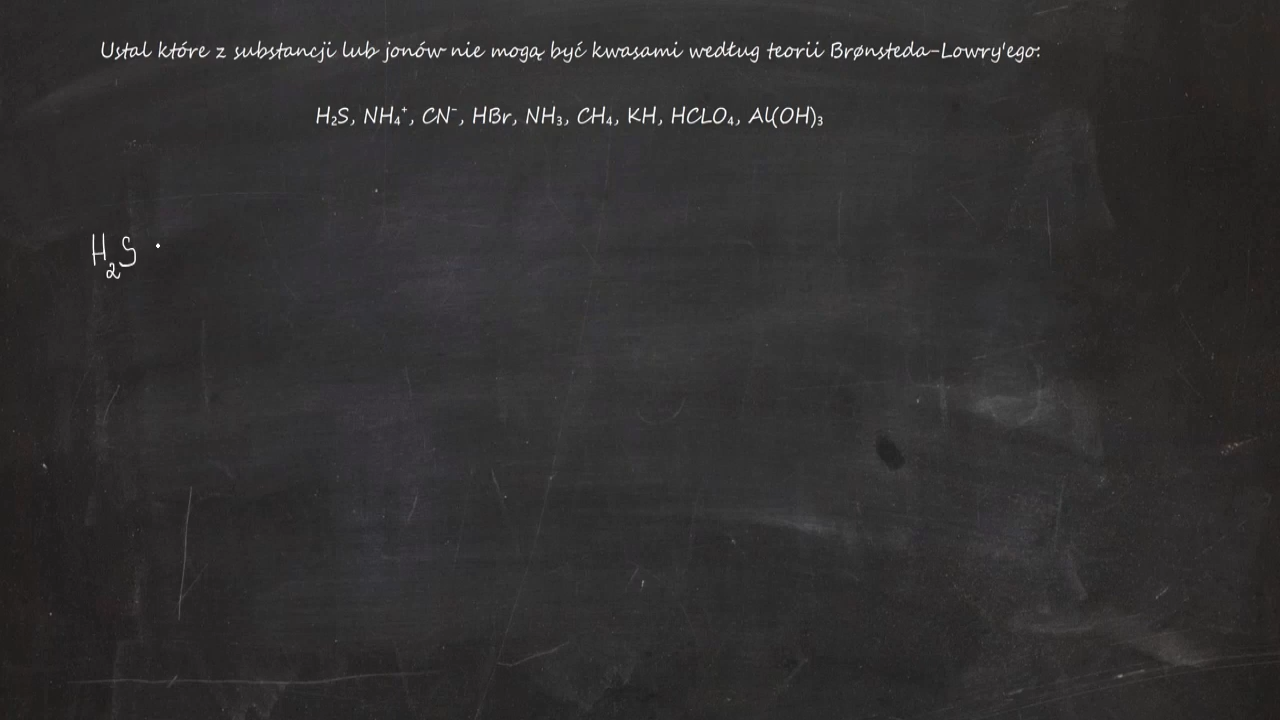 Ustal które z substancji lub jonów nie mogą być kwasami według teorii Brønsteda-Lowry'ego:
H₂S, NH₄⁺, CN⁻, HBr, NH₃, CH₄, KH, HCLO₄, Al(OH)₃
H₂S